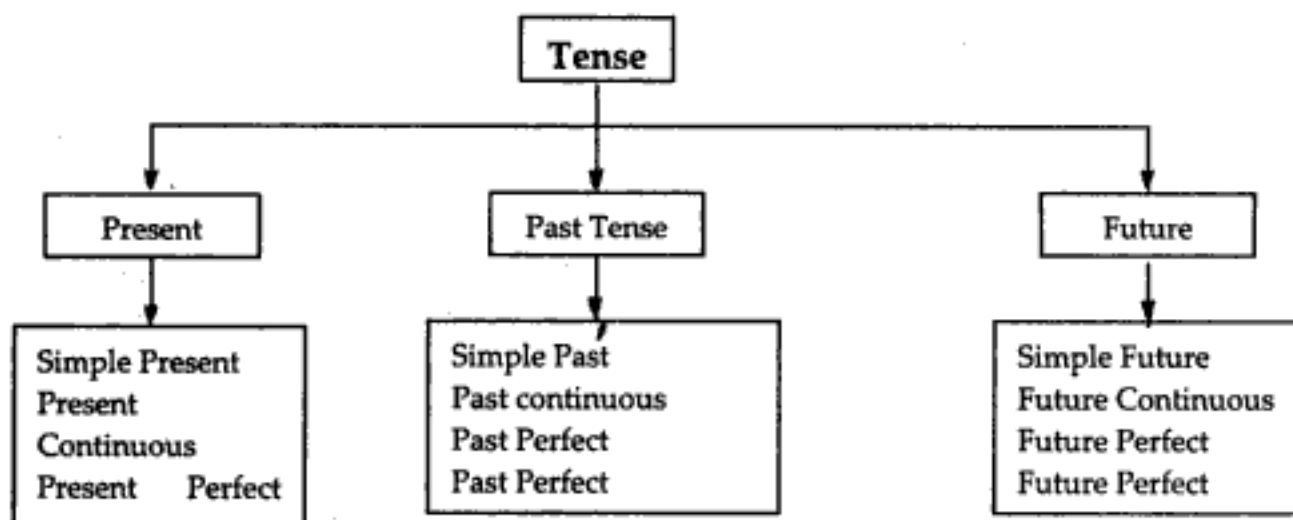 Tense
Present
Past Tense
Future
Simple Present
Present
Continuous
Present Perfect
Simple Past
Past continuous
Past Perfect
Past Perfect
Simple Future
Future Continuous
Future Perfect
Future Perfect